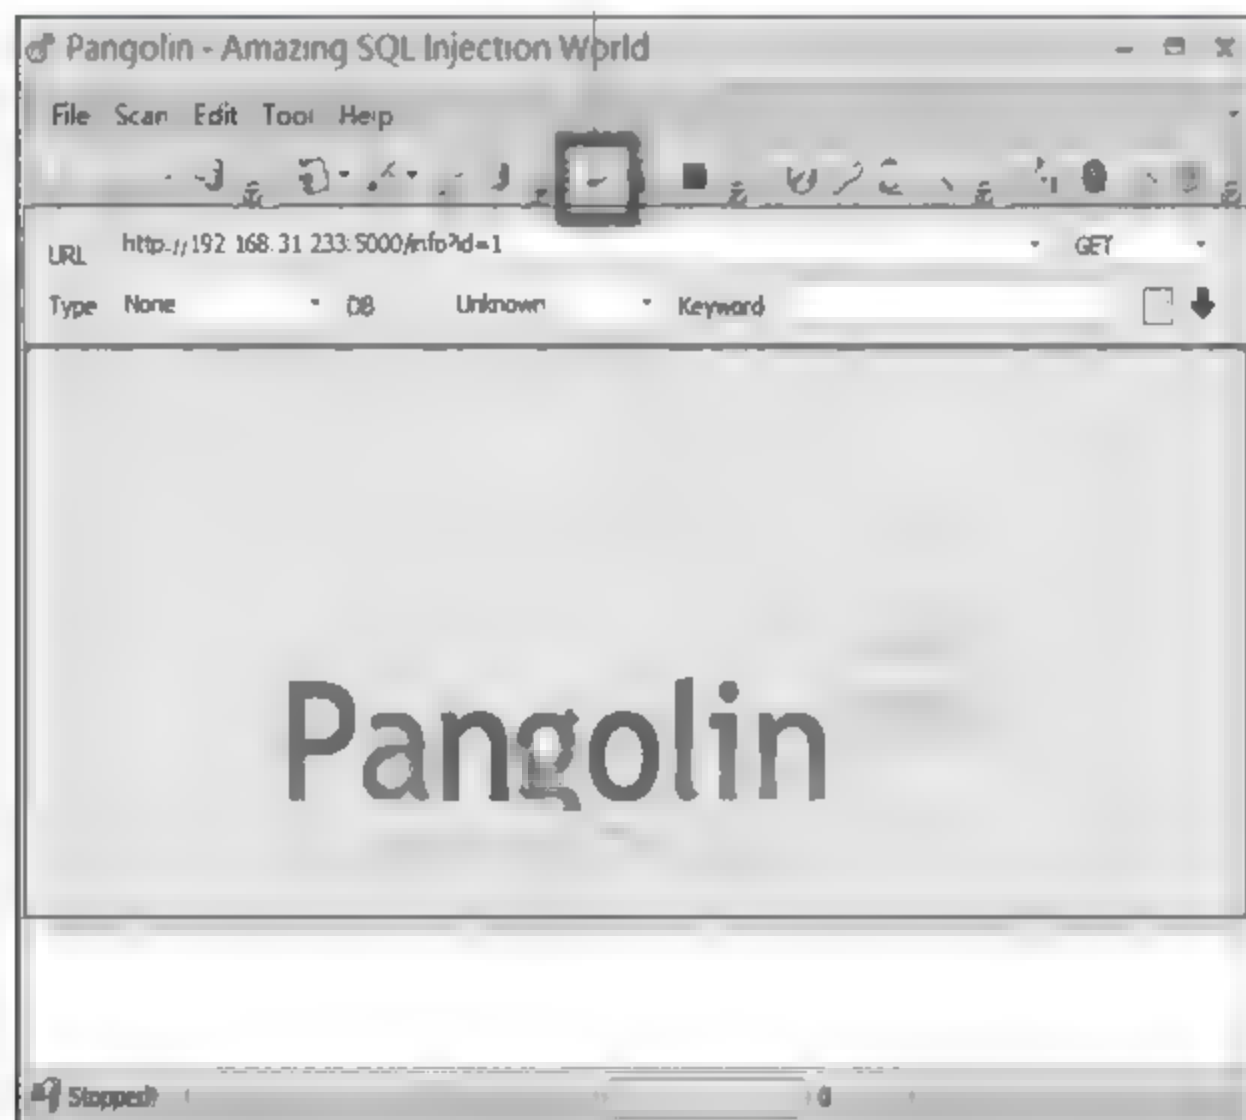 Pangolin - Amazing SQL Injection World
File Scan Edit Tool Help
URL http://192.168.31.233:5000/info?id=1 GET
Type None DB Unknown Keyword
Pangolin
Stopped!